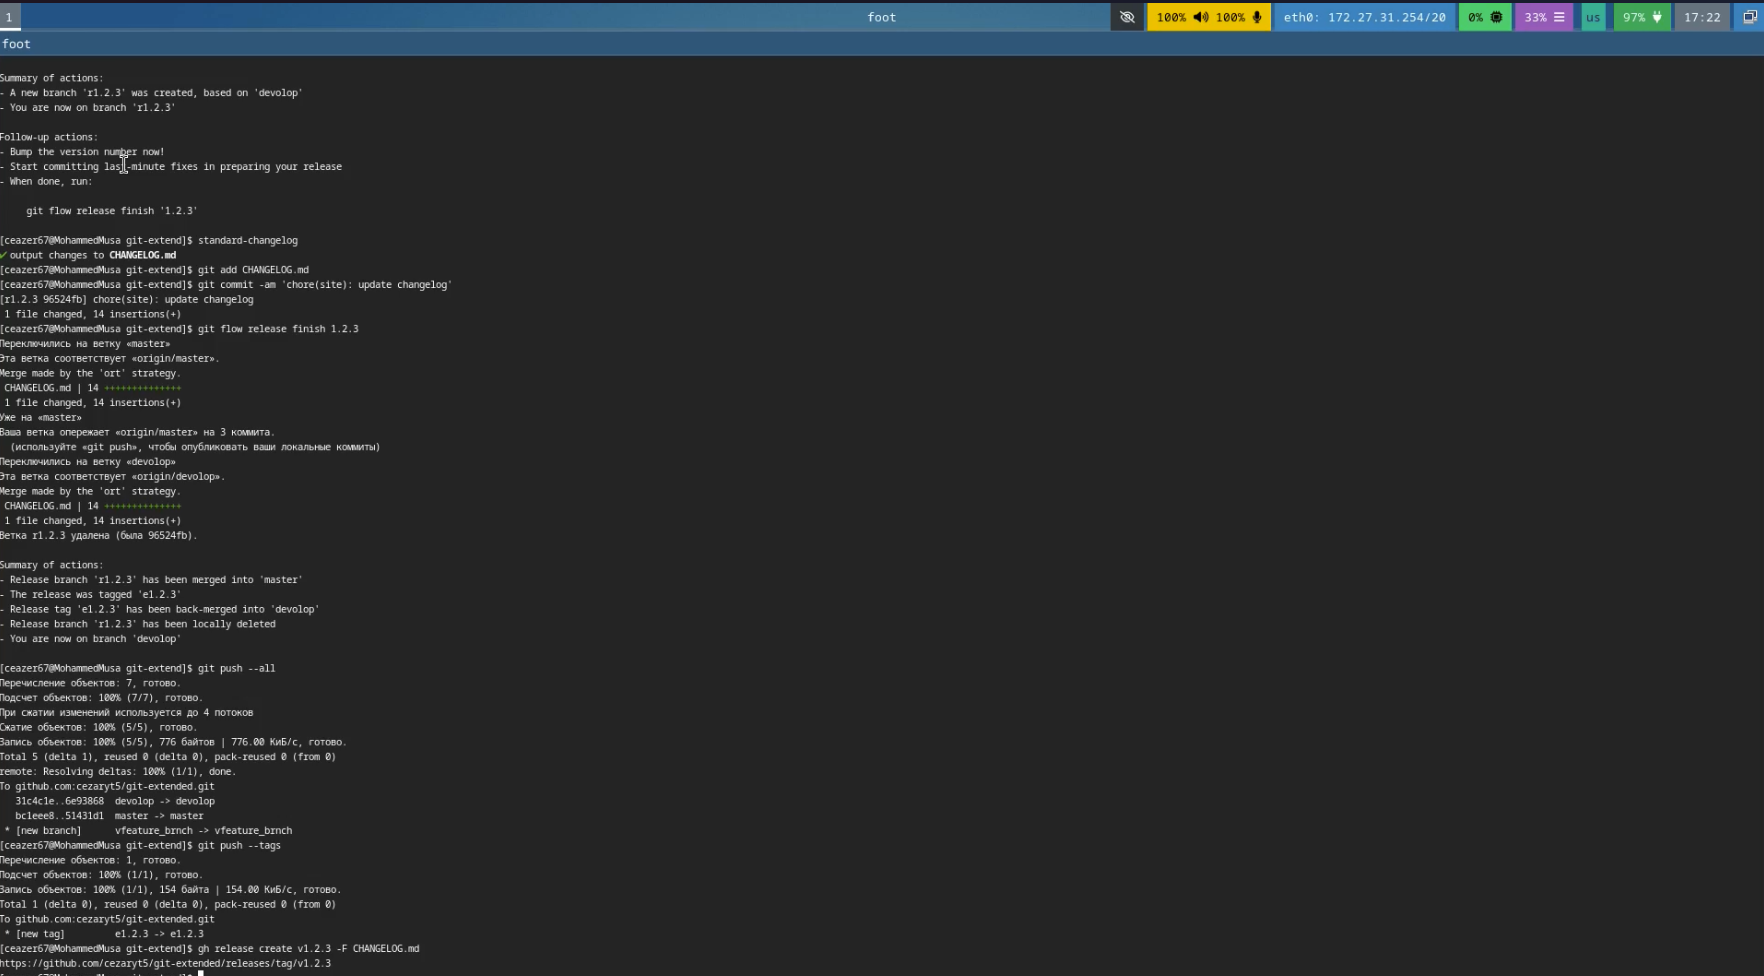 1
foot
100% 100%
eth0: 172.27.31.254/20
0%
33%
us
97%
17:22
foot
Summary of actions:
- A new branch 'r1.2.3' was created, based on 'devolop'
- You are now on branch 'r1.2.3'
Follow-up actions:
- Bump the version number now!
- Start committing last-minute fixes in preparing your release
- When done, run:
git flow release finish '1.2.3'
[ceazer67@MohammedMusa git-extend]$ standard-changelog
✔ output changes to CHANGELOG.md
[ceazer67@MohammedMusa git-extend]$ git add CHANGELOG.md
[ceazer67@MohammedMusa git-extend]$ git commit -am 'chore(site): update changelog'
[r1.2.3 96524fb] chore(site): update changelog
1 file changed, 14 insertions(+)
[ceazer67@MohammedMusa git-extend]$ git flow release finish 1.2.3
Переключились на ветку «master»
Эта ветка соответствует «origin/master».
Merge made by the 'ort' strategy.
CHANGELOG.md | 14 ++++++++++++++
1 file changed, 14 insertions(+)
Уже на «master»
Ваша ветка опережает «origin/master» на 3 коммита.
(используйте «git push», чтобы опубликовать ваши локальные коммиты)
Переключились на ветку «devolop»
Эта ветка соответствует «origin/devolop».
Merge made by the 'ort' strategy.
CHANGELOG.md | 14 ++++++++++++++
1 file changed, 14 insertions(+)
Ветка r1.2.3 удалена (была 96524fb).
Summary of actions:
- Release branch 'r1.2.3' has been merged into 'master'
- The release was tagged 'e1.2.3'
- Release tag 'e1.2.3' has been back-merged into 'devolop'
- Release branch 'r1.2.3' has been locally deleted
- You are now on branch 'devolop'
[ceazer67@MohammedMusa git-extend]$ git push --all
Перечисление объектов: 7, готово.
Подсчет объектов: 100% (7/7), готово.
При сжатии изменений используется до 4 потоков
Сжатие объектов: 100% (5/5), готово.
Запись объектов: 100% (5/5), 776 байтов | 776.00 КиБ/с, готово.
Total 5 (delta 1), reused 0 (delta 0), pack-reused 0 (from 0)
remote: Resolving deltas: 100% (1/1), done.
To github.com:cezaryt5/git-extended.git
31c4c1e..6e93868 devolop -> devolop
bc1eee8..51431d1 master -> master
* [new branch] vfeature_brnch -> vfeature_brnch
[ceazer67@MohammedMusa git-extend]$ git push --tags
Перечисление объектов: 1, готово.
Подсчет объектов: 100% (1/1), готово.
Запись объектов: 100% (1/1), 154 байта | 154.00 КиБ/с, готово.
Total 1 (delta 0), reused 0 (delta 0), pack-reused 0 (from 0)
To github.com:cezaryt5/git-extended.git
* [new tag] e1.2.3 -> e1.2.3
[ceazer67@MohammedMusa git-extend]$ gh release create v1.2.3 -F CHANGELOG.md
https://github.com/cezaryt5/git-extended/releases/tag/v1.2.3